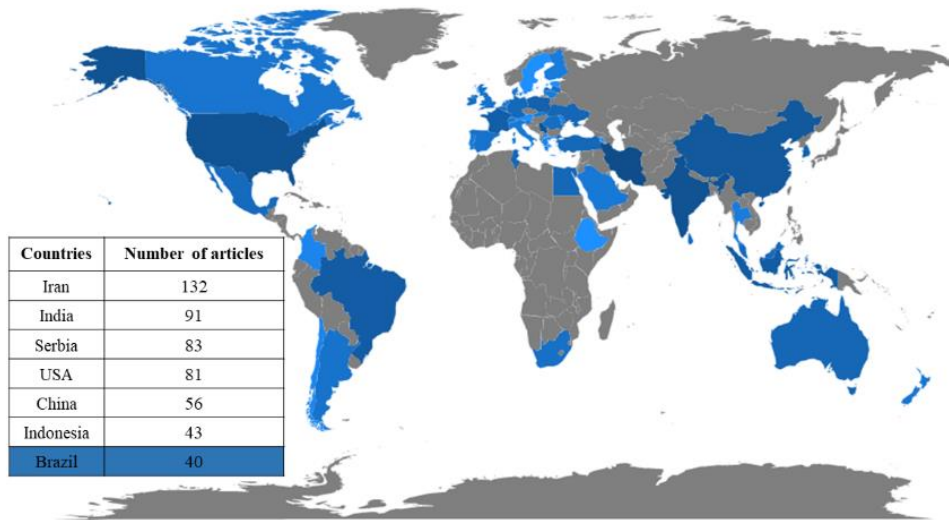 Countries Number of articles
Iran 132
India 91
Serbia 83
USA 81
China 56
Indonesia 43
Brazil 40